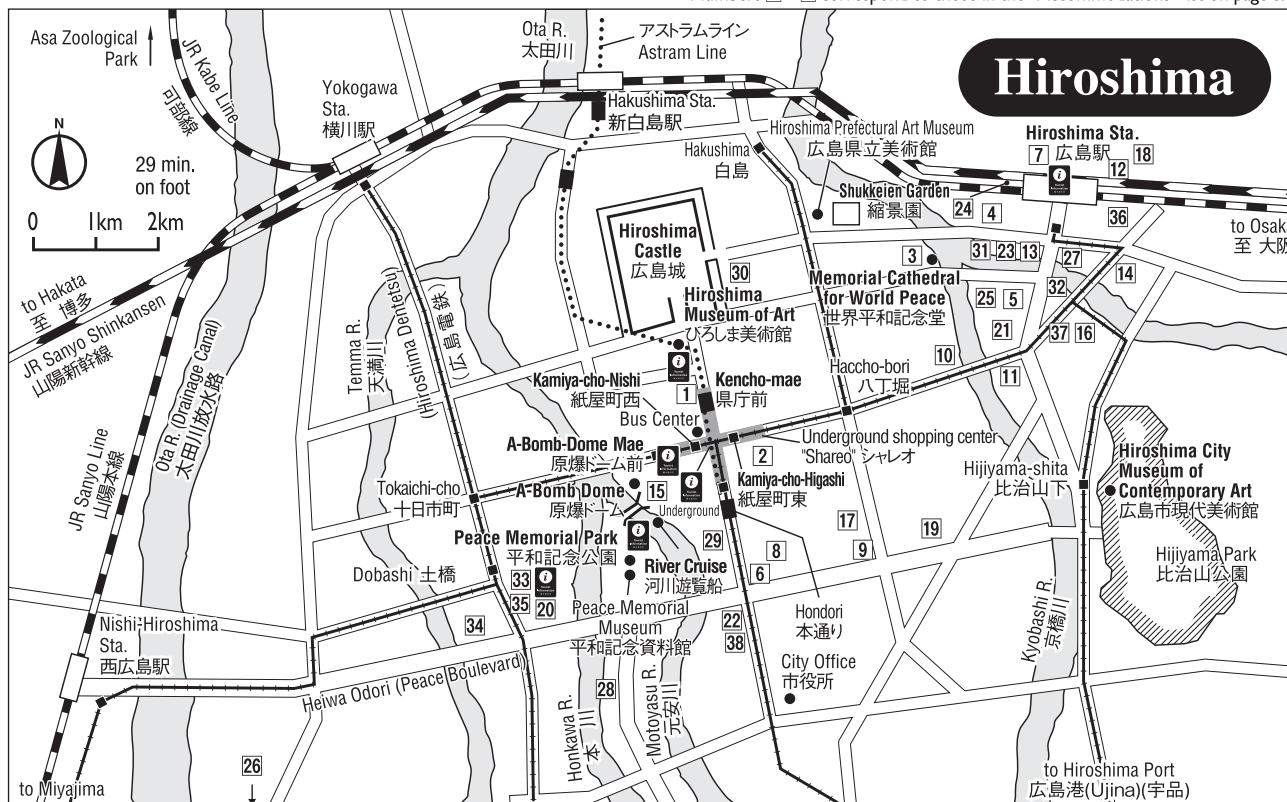 Hiroshima
Asa Zoological
Park
JR Kabe Line
可部線
Ota R.
太田川
アストラムライン
Astram Line
Yokogawa
Sta.
横川駅
Hakushima Sta.
新白島駅
Hakushima
白島
Hiroshima Prefectural Art Museum
広島県立美術館
Hiroshima Sta.
広島駅
7
12
18
N
29 min.
on foot
0 1km 2km
Shukkeien Garden
縮景園
24
4
36
to Osaka
至 大阪
Hiroshima
Castle
広島城
30
3
31
23
13
27
14
to Hakata
至 博多
JR Sanyo Shinkansen
山陽新幹線
Ota R. (Drainage Canal)
太田川放水路
Temma R.
天満川
(Hiroshima Dentetsu)
(広島電鉄)
Hiroshima
Museum of Art
ひろしま美術館
Memorial Cathedral
for World Peace
世界平和記念堂
25
5
32
21
37
16
10
11
Kamiya-cho-Nishi
紙屋町西
1
Kencho-mae
県庁前
Haccho-bori
八丁堀
Bus Center
A-Bomb-Dome Mae
原爆ドーム前
Underground shopping center
"Shareo" シャレオ
2
Kamiya-cho-Higashi
紙屋町東
Hijiyama-shita
比治山下
Hiroshima City
Museum of
Contemporary Art
広島市現代美術館
JR Sanyo Line
山陽本線
Tokaichi-cho
十日市町
A-Bomb Dome
原爆ドーム
15
Underground
Peace Memorial Park
平和記念公園
29
17
19
8
9
6
Hijiyama Park
比治山公園
Dobashi 土橋
33
35
20
River Cruise
河川遊覧船
34
Peace Memorial
Museum
平和記念資料館
Hondori
本通り
22
38
Kyobashi R.
京橋川
Nishi-Hiroshima
Sta.
西広島駅
Heiwa Odori (Peace Boulevard)
City Office
市役所
28
Honkawa R.
本川
Motoyasu R.
元安川
26
to Miyajima
to Hiroshima Port
広島港(Ujina)(宇品)